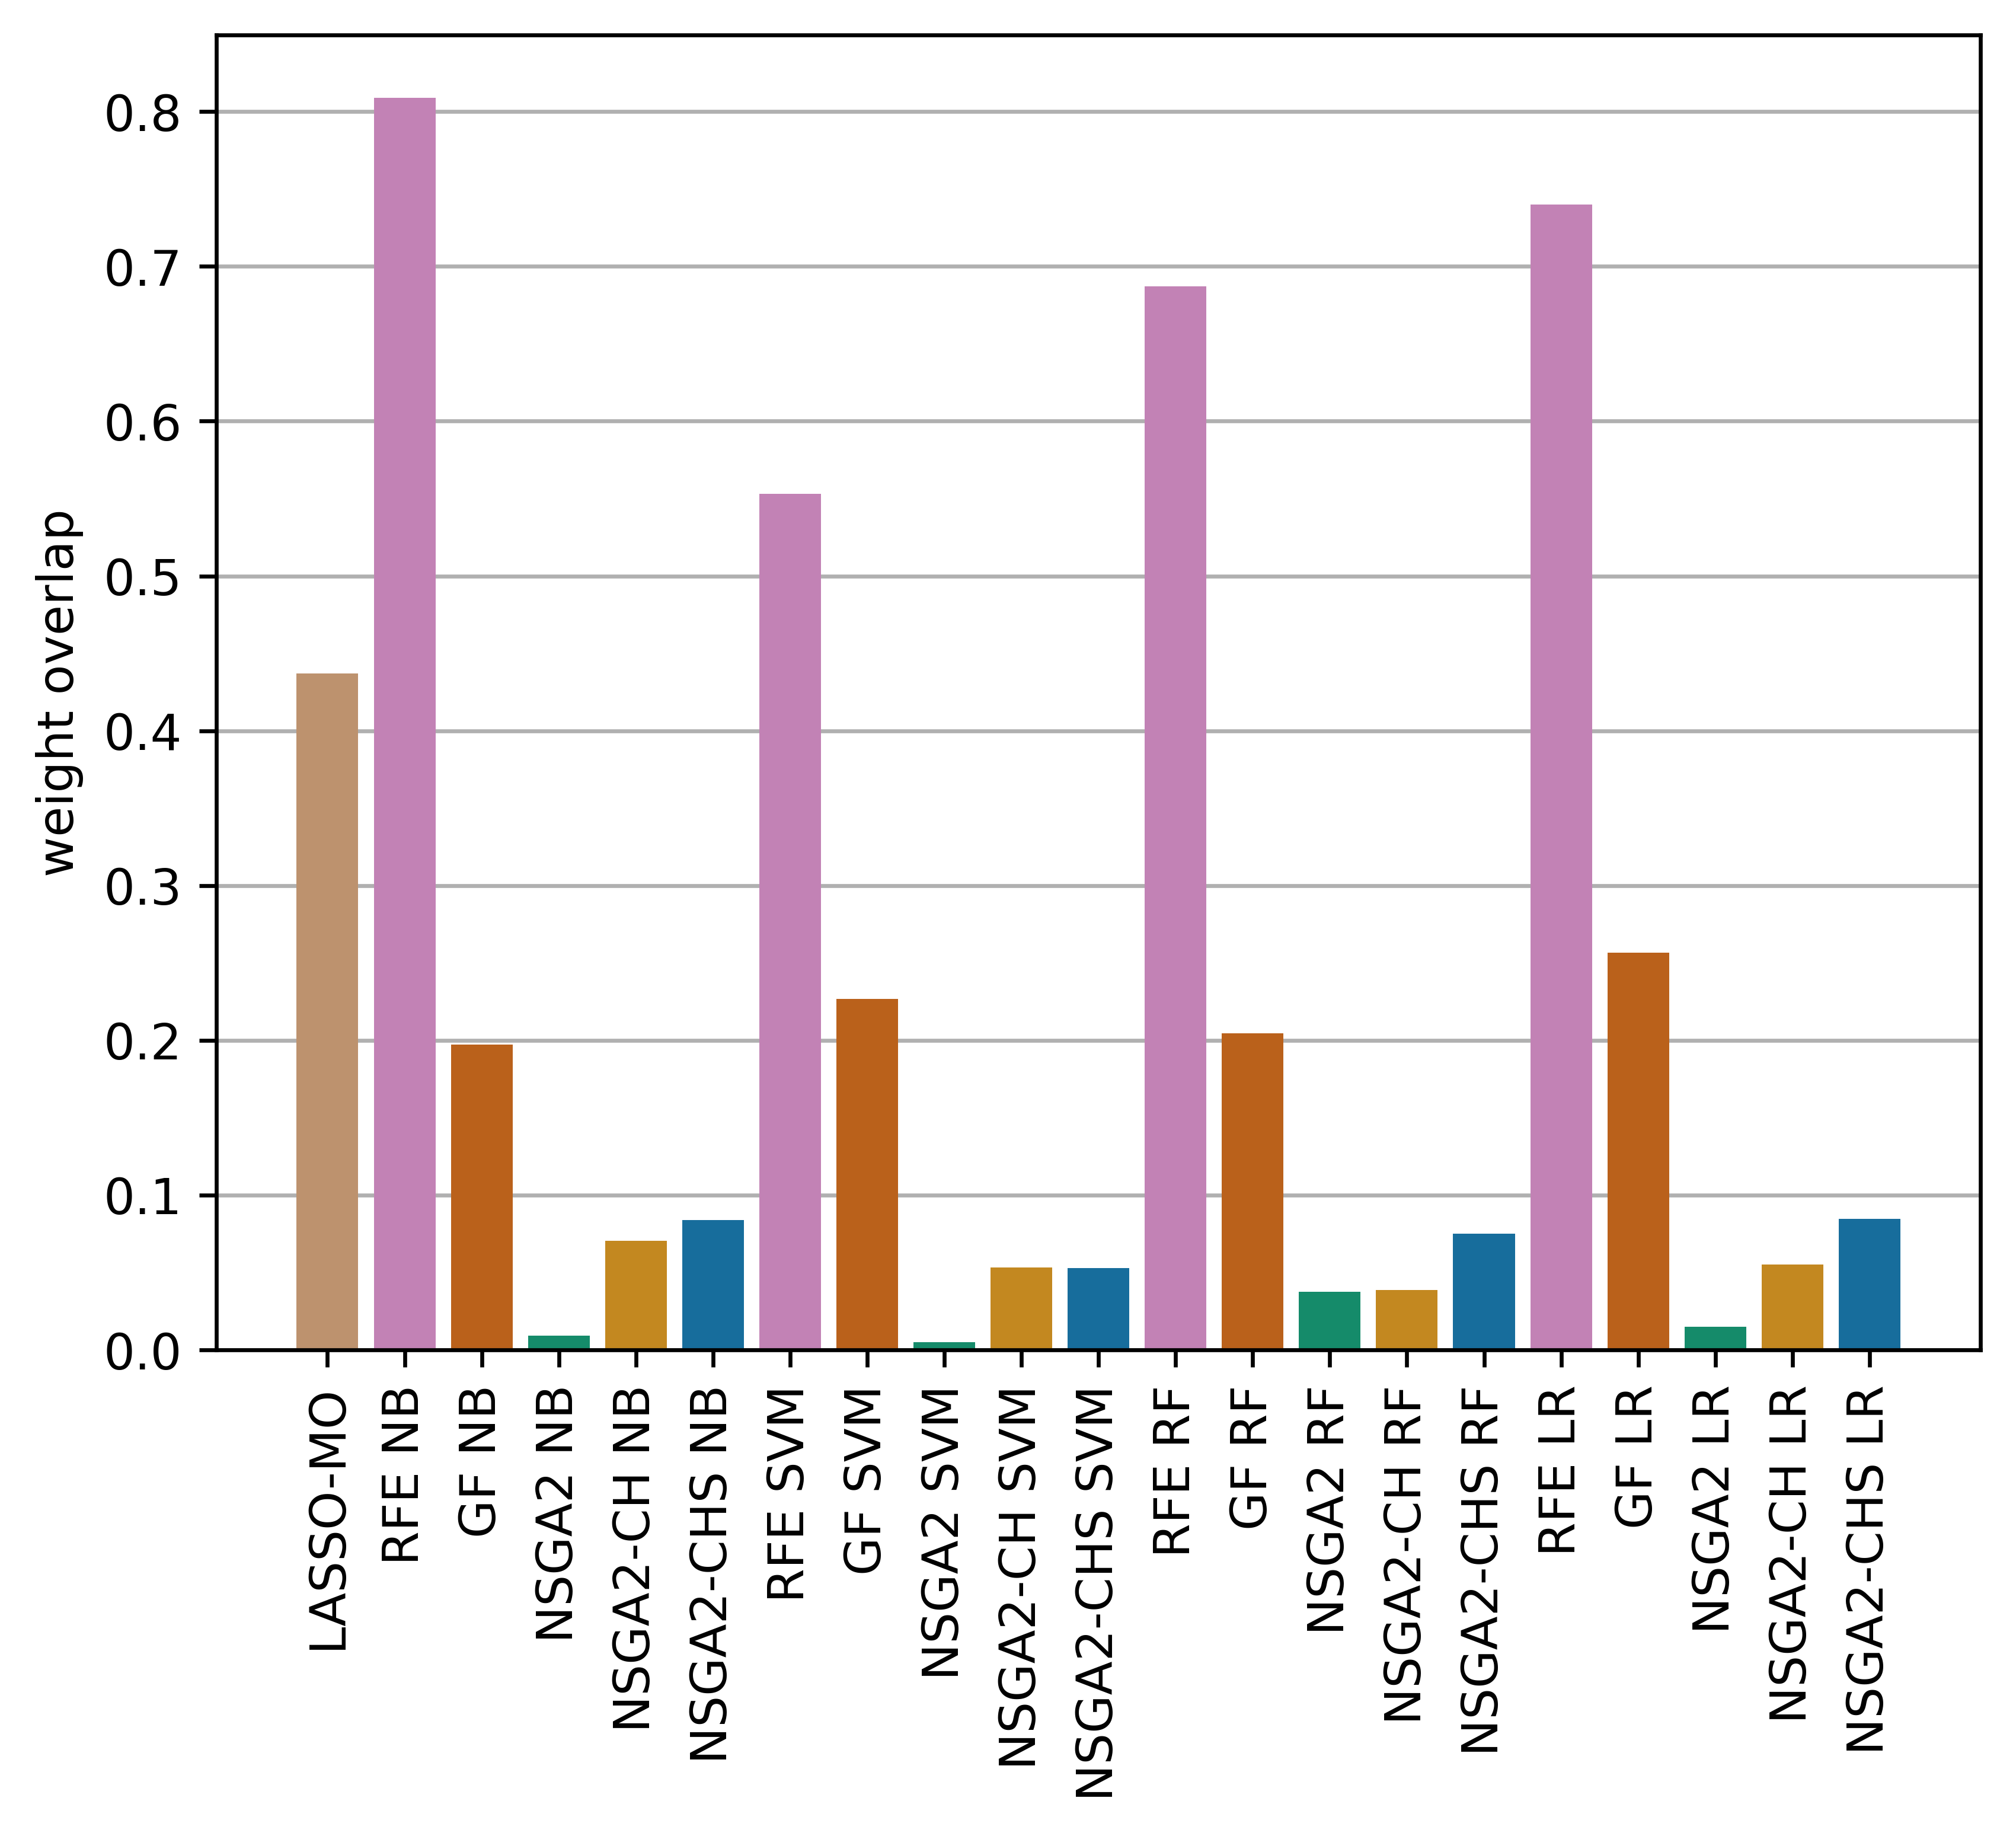 weight overlap
0.8
0.7
0.6
0.5
0.4
0.3
0.2
0.1
0.0
LASSO-MO
RFE NB
GF NB
NSGA2 NB
NSGA2-CH NB
NSGA2-CHS NB
RFE SVM
GF SVM
NSGA2 SVM
NSGA2-CH SVM
NSGA2-CHS SVM
RFE RF
GF RF
NSGA2 RF
NSGA2-CH RF
NSGA2-CHS RF
RFE LR
GF LR
NSGA2 LR
NSGA2-CH LR
NSGA2-CHS LR